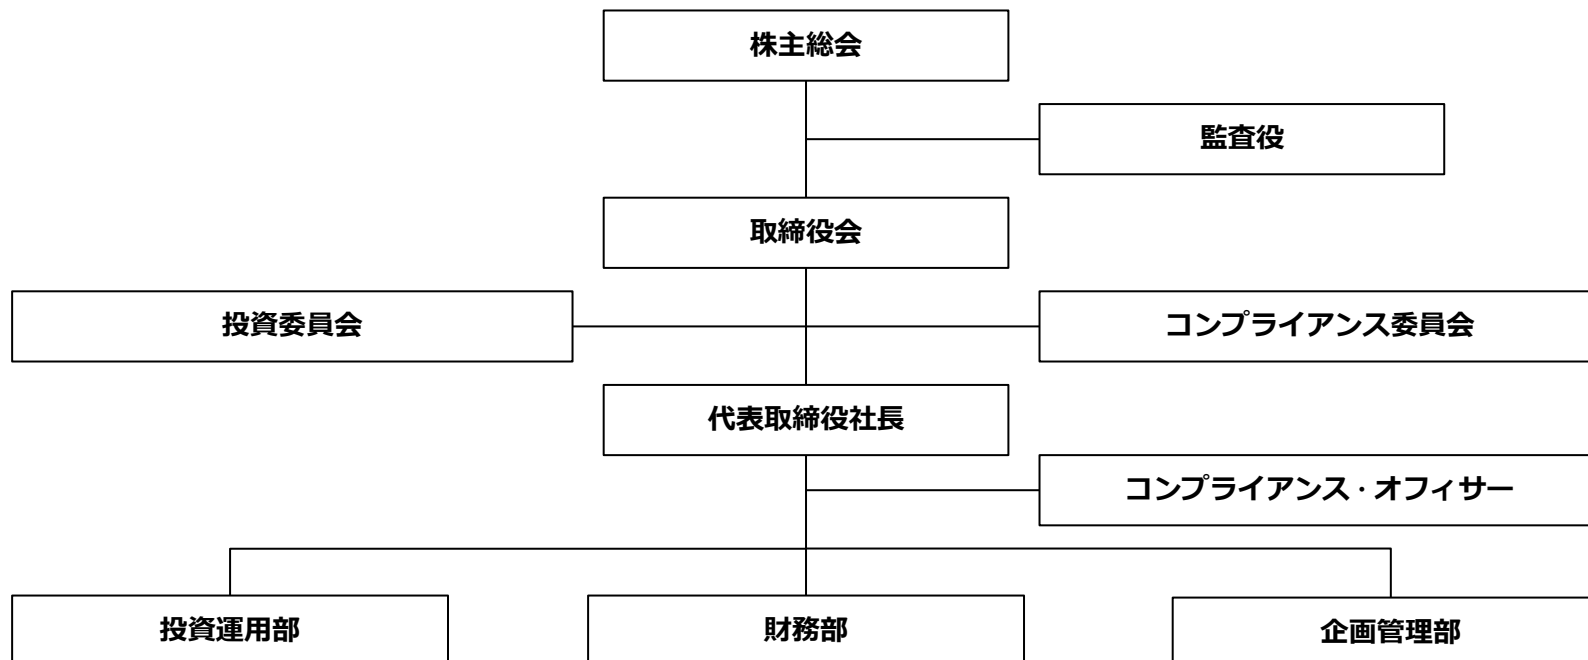 株主総会
監査役
取締役会
投資委員会
コンプライアンス委員会
代表取締役社長
コンプライアンス・オフィサー
投資運用部
財務部
企画管理部